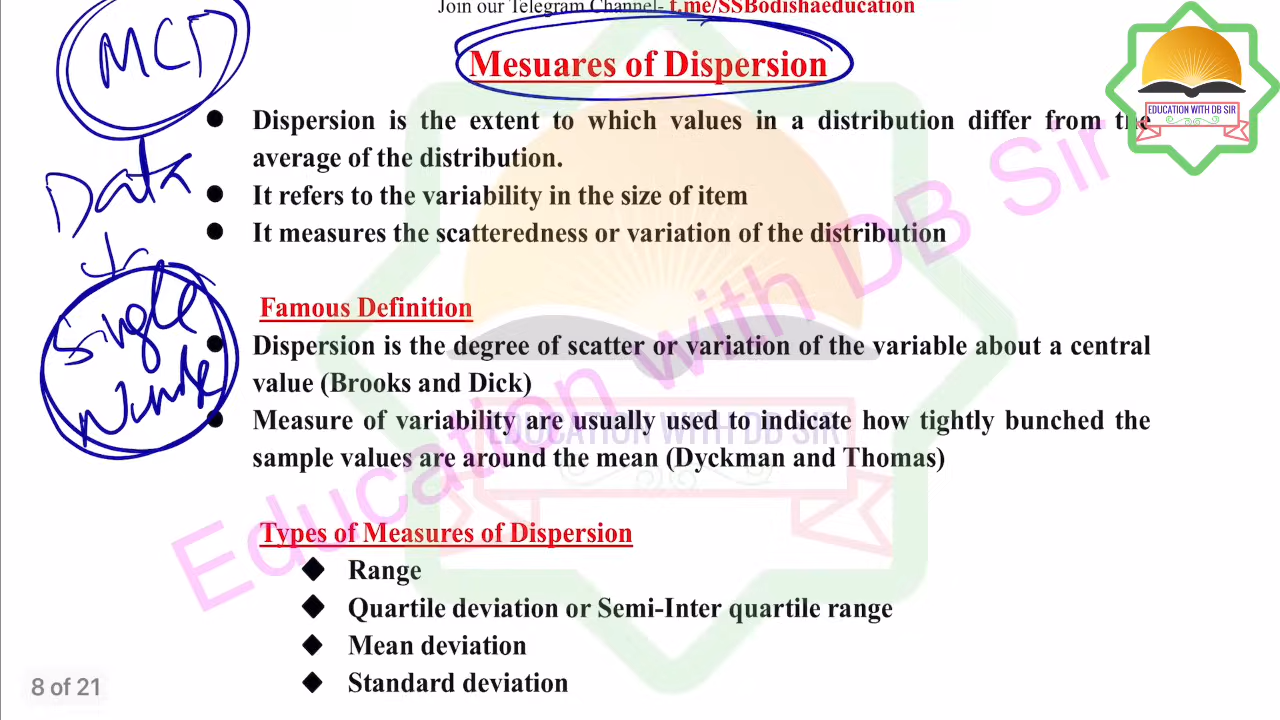 Join our Telegram Channel- t.me/SSBodishaeducation
MCT
Mesuares of Dispersion
EDUCATION WITH DB SIR
● Dispersion is the extent to which values in a distribution differ from the
average of the distribution.
Data
● It refers to the variability in the size of item
● It measures the scatteredness or variation of the distribution
Single
Famous Definition
● Dispersion is the degree of scatter or variation of the variable about a central
value (Brooks and Dick)
● Measure of variability are usually used to indicate how tightly bunched the
sample values are around the mean (Dyckman and Thomas)
EDUCATION WITH DB SIR
Education with DB Sir
Types of Measures of Dispersion
◆ Range
◆ Quartile deviation or Semi-Inter quartile range
◆ Mean deviation
◆ Standard deviation
8 of 21